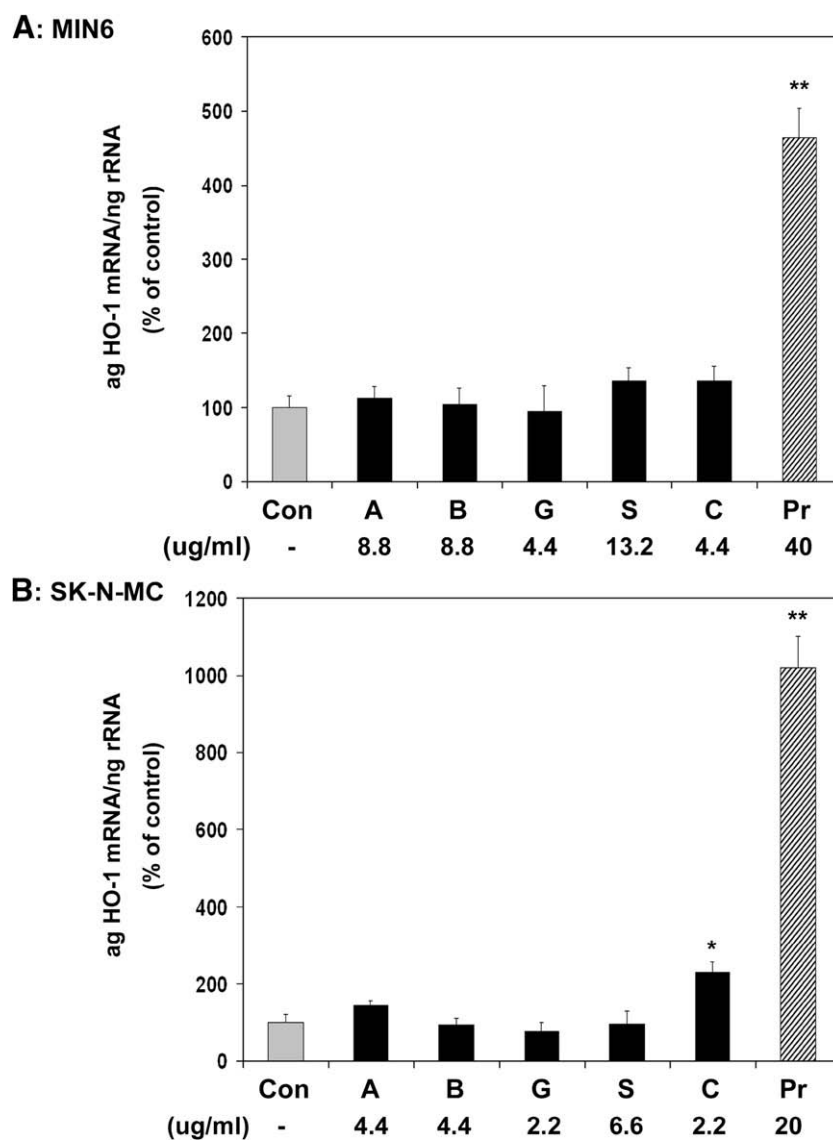 A: MIN6
ag HO-1 mRNA/ng rRNA
(% of control)
600
500
400
300
200
100
0
**
Con A B G S C Pr
(ug/ml) - 8.8 8.8 4.4 13.2 4.4 40
B: SK-N-MC
ag HO-1 mRNA/ng rRNA
(% of control)
1200
1000
800
600
400
200
0
*
**
Con A B G S C Pr
(ug/ml) - 4.4 4.4 2.2 6.6 2.2 20